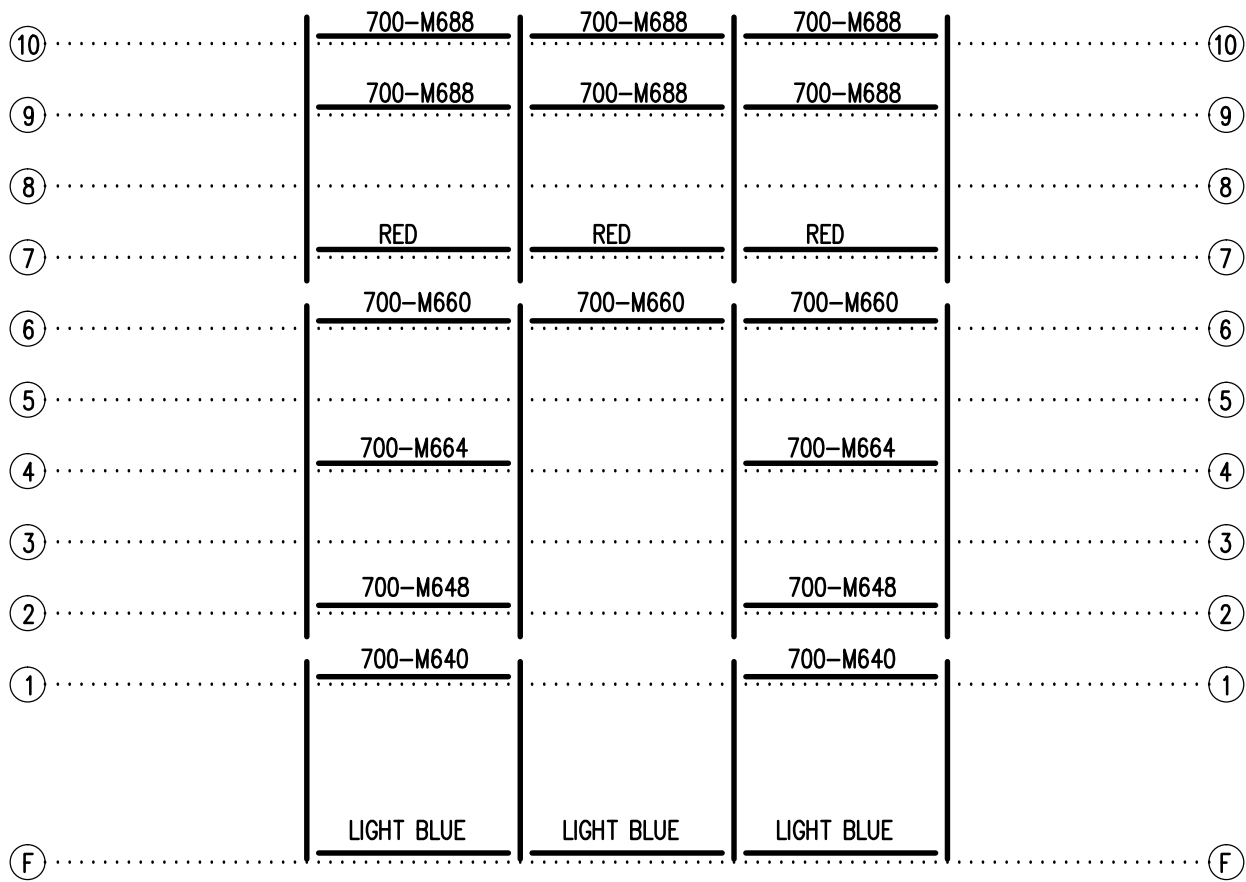 700-M688 700-M688 700-M688
10 10
700-M688 700-M688 700-M688
9 9
8 8
RED RED RED
7 7
700-M660 700-M660 700-M660
6 6
5 5
700-M664 700-M664
4 4
3 3
700-M648 700-M648
2 2
700-M640 700-M640
1 1
LIGHT BLUE LIGHT BLUE LIGHT BLUE
F F